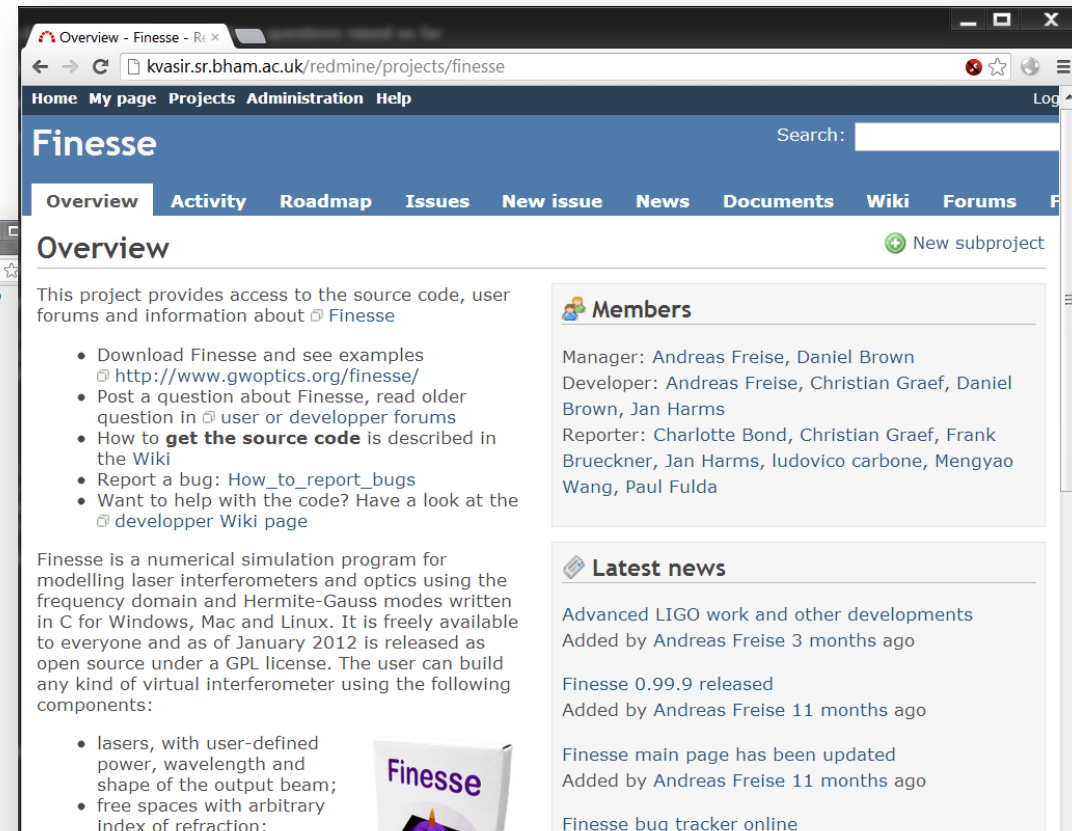 Overview - Finesse - Re
kvasir.sr.bham.ac.uk/redmine/projects/finesse
Home My page Projects Administration Help
Log
Finesse
Search:
Overview Activity Roadmap Issues New issue News Documents Wiki Forums F
Overview
New subproject
This project provides access to the source code, user
forums and information about Finesse
• Download Finesse and see examples
http://www.gwoptics.org/finesse/
• Post a question about Finesse, read older
question in user or developper forums
• How to get the source code is described in
the Wiki
• Report a bug: How_to_report_bugs
• Want to help with the code? Have a look at the
developper Wiki page
Finesse is a numerical simulation program for
modelling laser interferometers and optics using the
frequency domain and Hermite-Gauss modes written
in C for Windows, Mac and Linux. It is freely available
to everyone and as of January 2012 is released as
open source under a GPL license. The user can build
any kind of virtual interferometer using the following
components:
• lasers, with user-defined
power, wavelength and
shape of the output beam;
• free spaces with arbitrary
index of refraction;
Finesse
Members
Manager: Andreas Freise, Daniel Brown
Developer: Andreas Freise, Christian Graef, Daniel
Brown, Jan Harms
Reporter: Charlotte Bond, Christian Graef, Frank
Brueckner, Jan Harms, ludovico carbone, Mengyao
Wang, Paul Fulda
Latest news
Advanced LIGO work and other developments
Added by Andreas Freise 3 months ago
Finesse 0.99.9 released
Added by Andreas Freise 11 months ago
Finesse main page has been updated
Added by Andreas Freise 11 months ago
Finesse bug tracker online